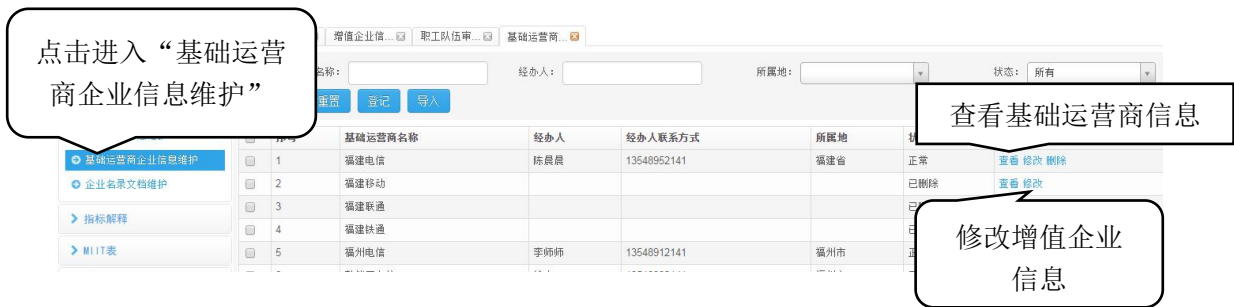 点击进入“基础运营
商企业信息维护”
增值企业信... 职工队伍审... 基础运营商...
名称： 经办人： 所属地： 状态： 所有
重置 登记 导入
查看基础运营商信息
序号 基础运营商名称 经办人 经办人联系方式 所属地
基础运营商企业信息维护 1 福建电信 陈晨晨 13548952141 福建省 正常 查看 修改 删除
企业名录文档维护 2 福建移动 已删除 查看 修改
3 福建联通
指标解释 4 福建铁通
MIIT表 5 福州电信 李师师 13548912141 福州市
修改增值企业
信息